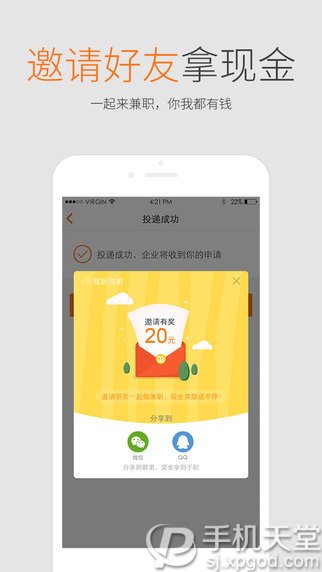 邀请好友拿现金
一起来兼职，你我都有钱
VIRGIN
4:21 PM
22%
投递成功
投递成功，企业将收到你的申请
规则说明
邀请有奖
20元
邀请朋友一起做兼职，现金奖励送不停！
分享到
微信
QQ
分享到群里，奖金拿到手软
手机天堂
sj.xpgod.com